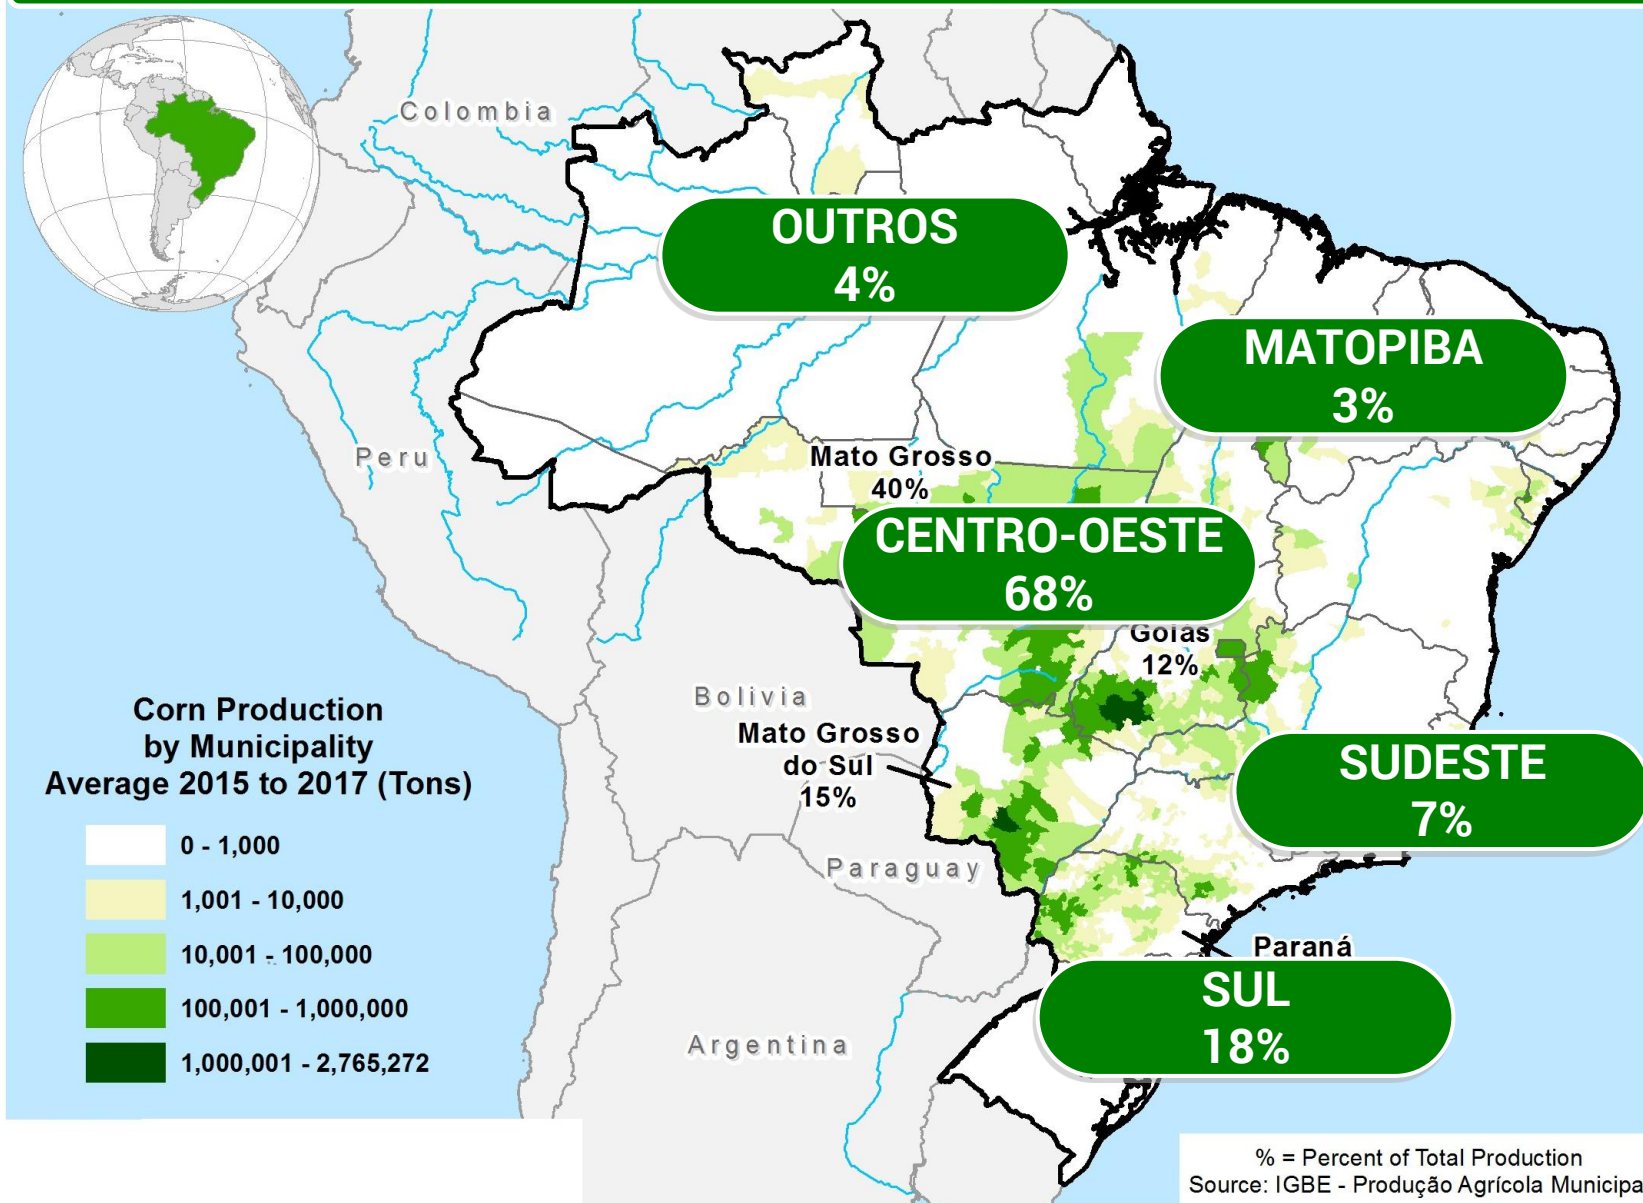 Colombia
OUTROS
4%
MATOPIBA
3%
Peru
Mato Grosso
40%
CENTRO-OESTE
68%
Goiás
12%
Bolivia
Mato Grosso
do Sul
15%
SUDESTE
7%
Paraguay
Paraná
SUL
18%
Argentina
Corn Production
by Municipality
Average 2015 to 2017 (Tons)
0 - 1,000
1,001 - 10,000
10,001 - 100,000
100,001 - 1,000,000
1,000,001 - 2,765,272
% = Percent of Total Production
Source: IGBE - Produção Agrícola Municipa